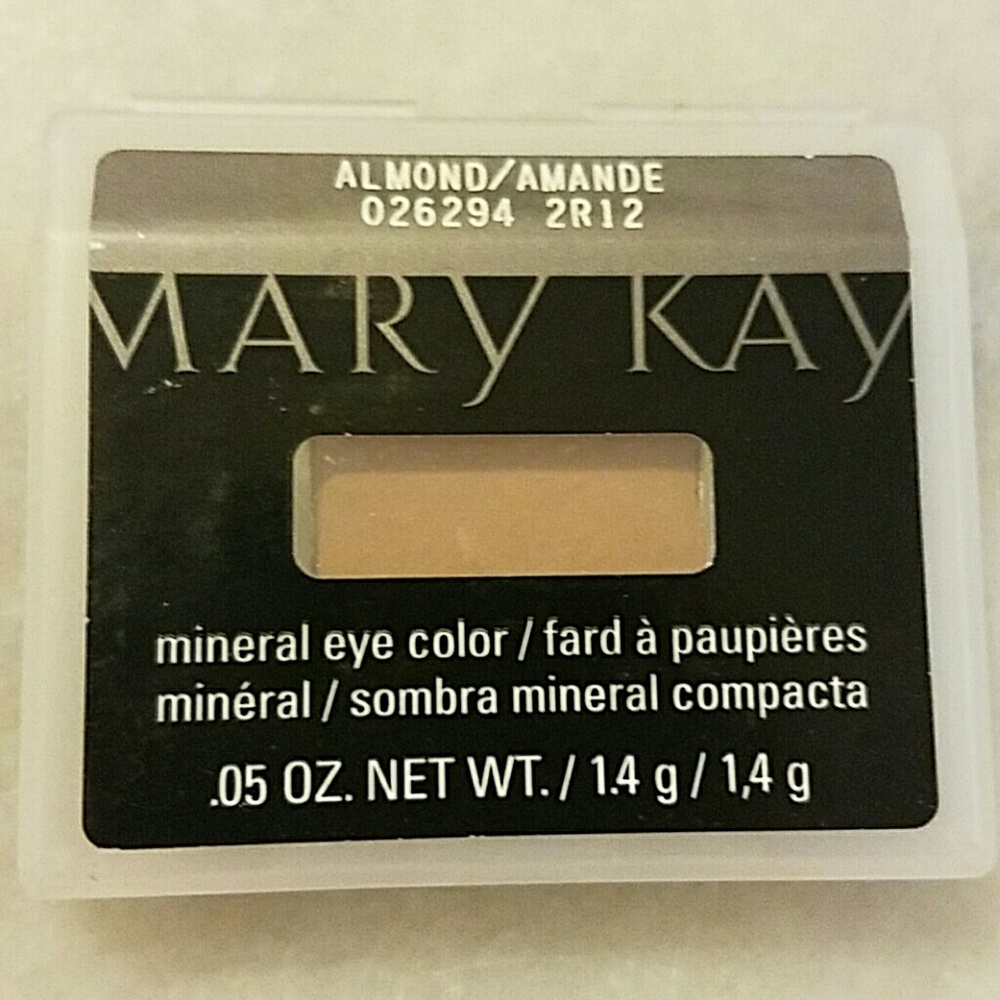 ALMOND/AMANDE
026294 2R12
MARY KAY
mineral eye color / fard à paupières
minéral / sombra mineral compacta
.05 OZ. NET WT. / 1.4 g / 1,4 g